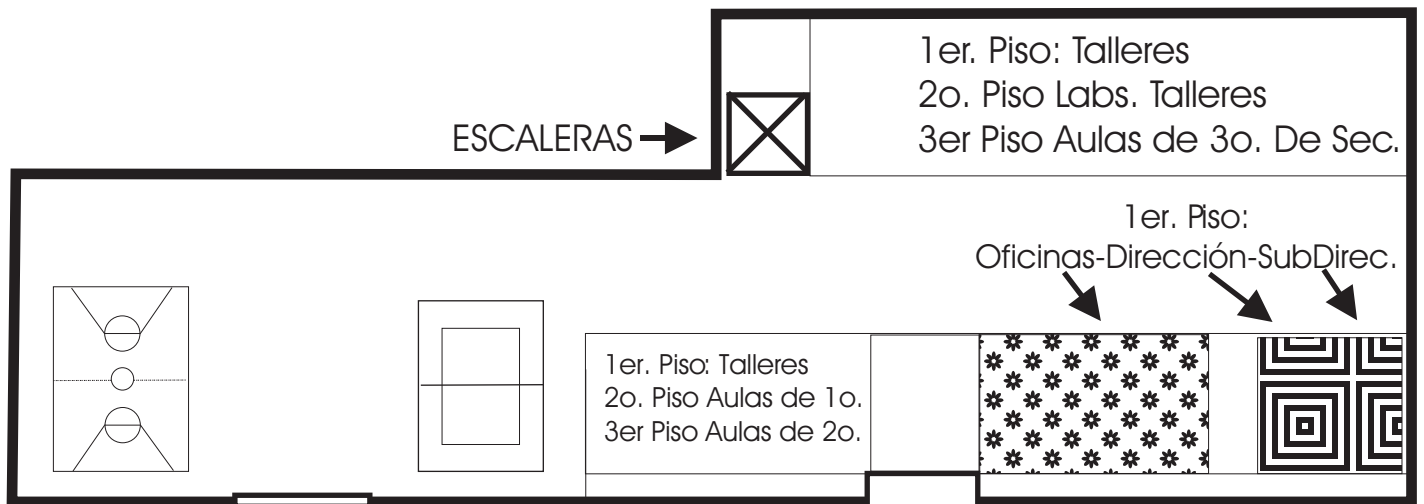 1er. Piso: Talleres
2o. Piso Labs. Talleres
3er Piso Aulas de 3o. De Sec.
ESCALERAS
1er. Piso:
Oficinas-Dirección-SubDirec.
1er. Piso: Talleres
2o. Piso Aulas de 1o.
3er Piso Aulas de 2o.